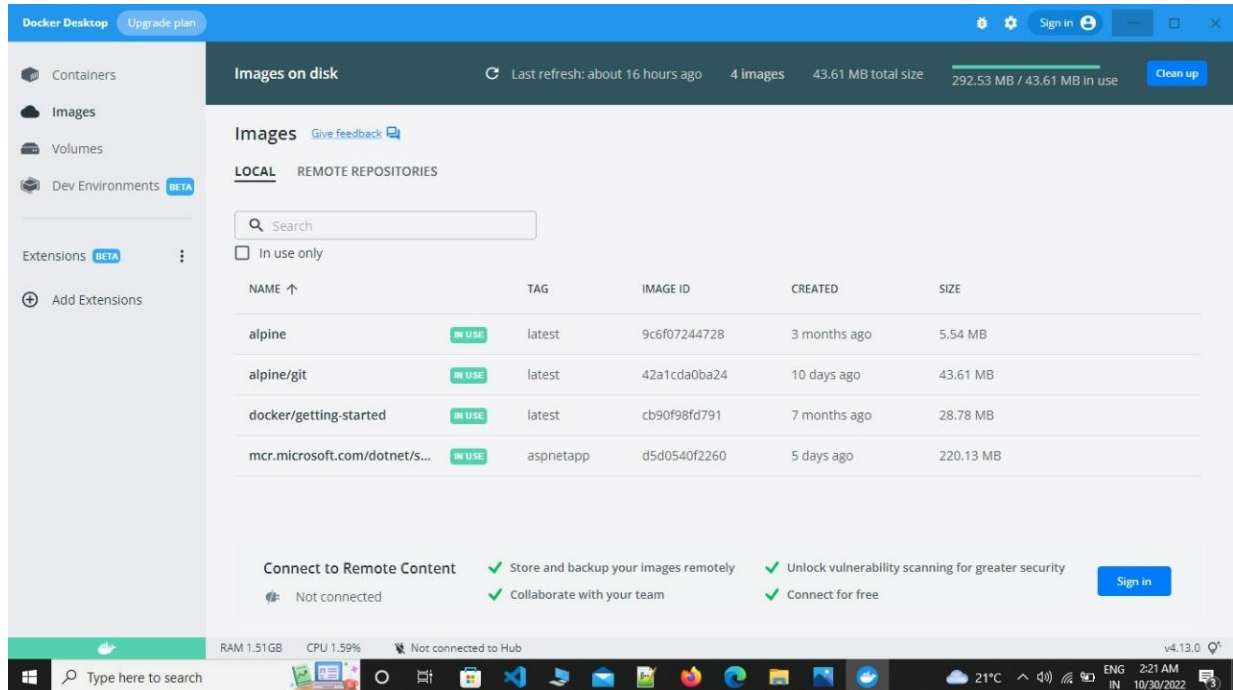 Docker Desktop Upgrade plan Sign in
Containers
Images
Volumes
Dev Environments BETA
Extensions BETA
Add Extensions
Images on disk Last refresh: about 16 hours ago 4 images 43.61 MB total size 292.53 MB / 43.61 MB in use Clean up
Images Give feedback
LOCAL REMOTE REPOSITORIES
Search
In use only
NAME TAG IMAGE ID CREATED SIZE
alpine IN USE latest 9c6f07244728 3 months ago 5.54 MB
alpine/git IN USE latest 42a1cda0ba24 10 days ago 43.61 MB
docker/getting-started IN USE latest cb90f98fd791 7 months ago 28.78 MB
mcr.microsoft.com/dotnet/s... IN USE aspnetapp d5d0540f2260 5 days ago 220.13 MB
Connect to Remote Content Store and backup your images remotely Unlock vulnerability scanning for greater security
Not connected Collaborate with your team Connect for free Sign in
RAM 1.51GB CPU 1.59% Not connected to Hub v4.13.0
Type here to search 21°C ENG 2:21 AM
IN 10/30/2022 3